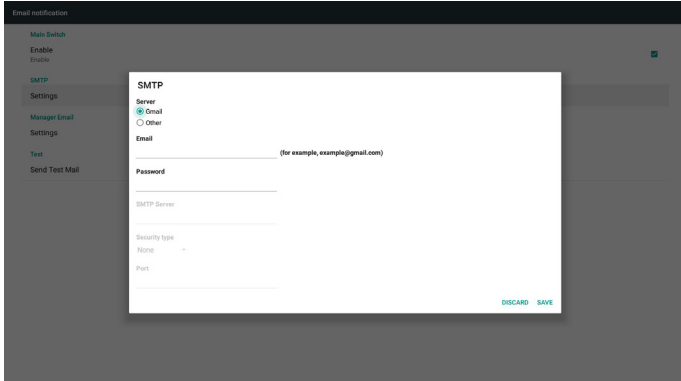 Email notification
Main Switch
Enable
Enable
SMTP
Settings
Manager Email
Settings
Test
Send Test Mail
SMTP
Server
Gmail
Other
Email
(for example, example@gmail.com)
Password
SMTP Server
Security type
None
Port
DISCARD SAVE